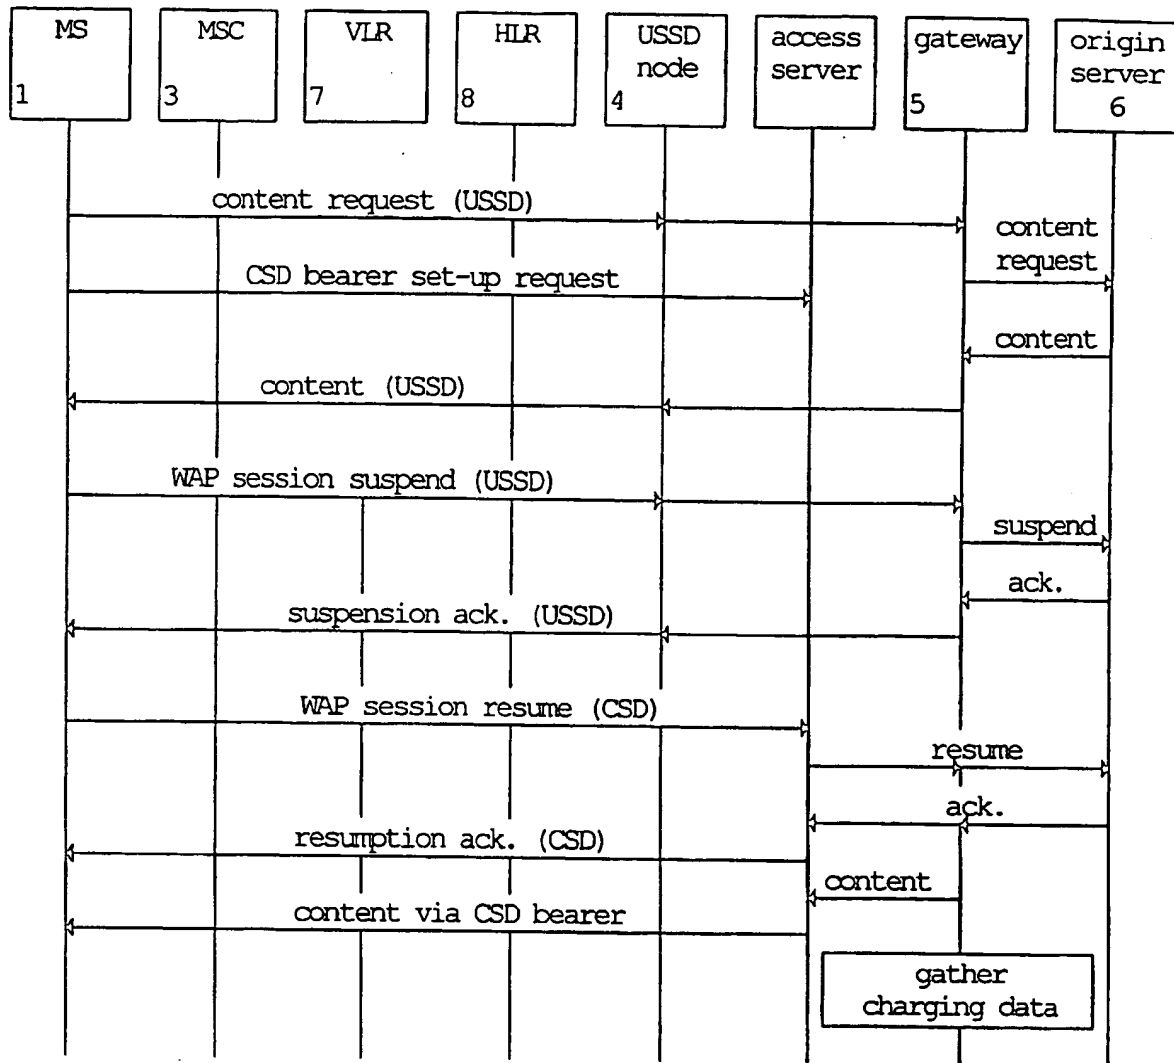 MS
1
MSC
3
VLR
7
HLR
8
USSD
node
4
access
server
gateway
5
origin
server
6
content request (USSD)
content
request
CSD bearer set-up request
content
content (USSD)
WAP session suspend (USSD)
suspend
ack.
suspension ack. (USSD)
WAP session resume (CSD)
resume
ack.
resumption ack. (CSD)
content
content via CSD bearer
gather
charging data